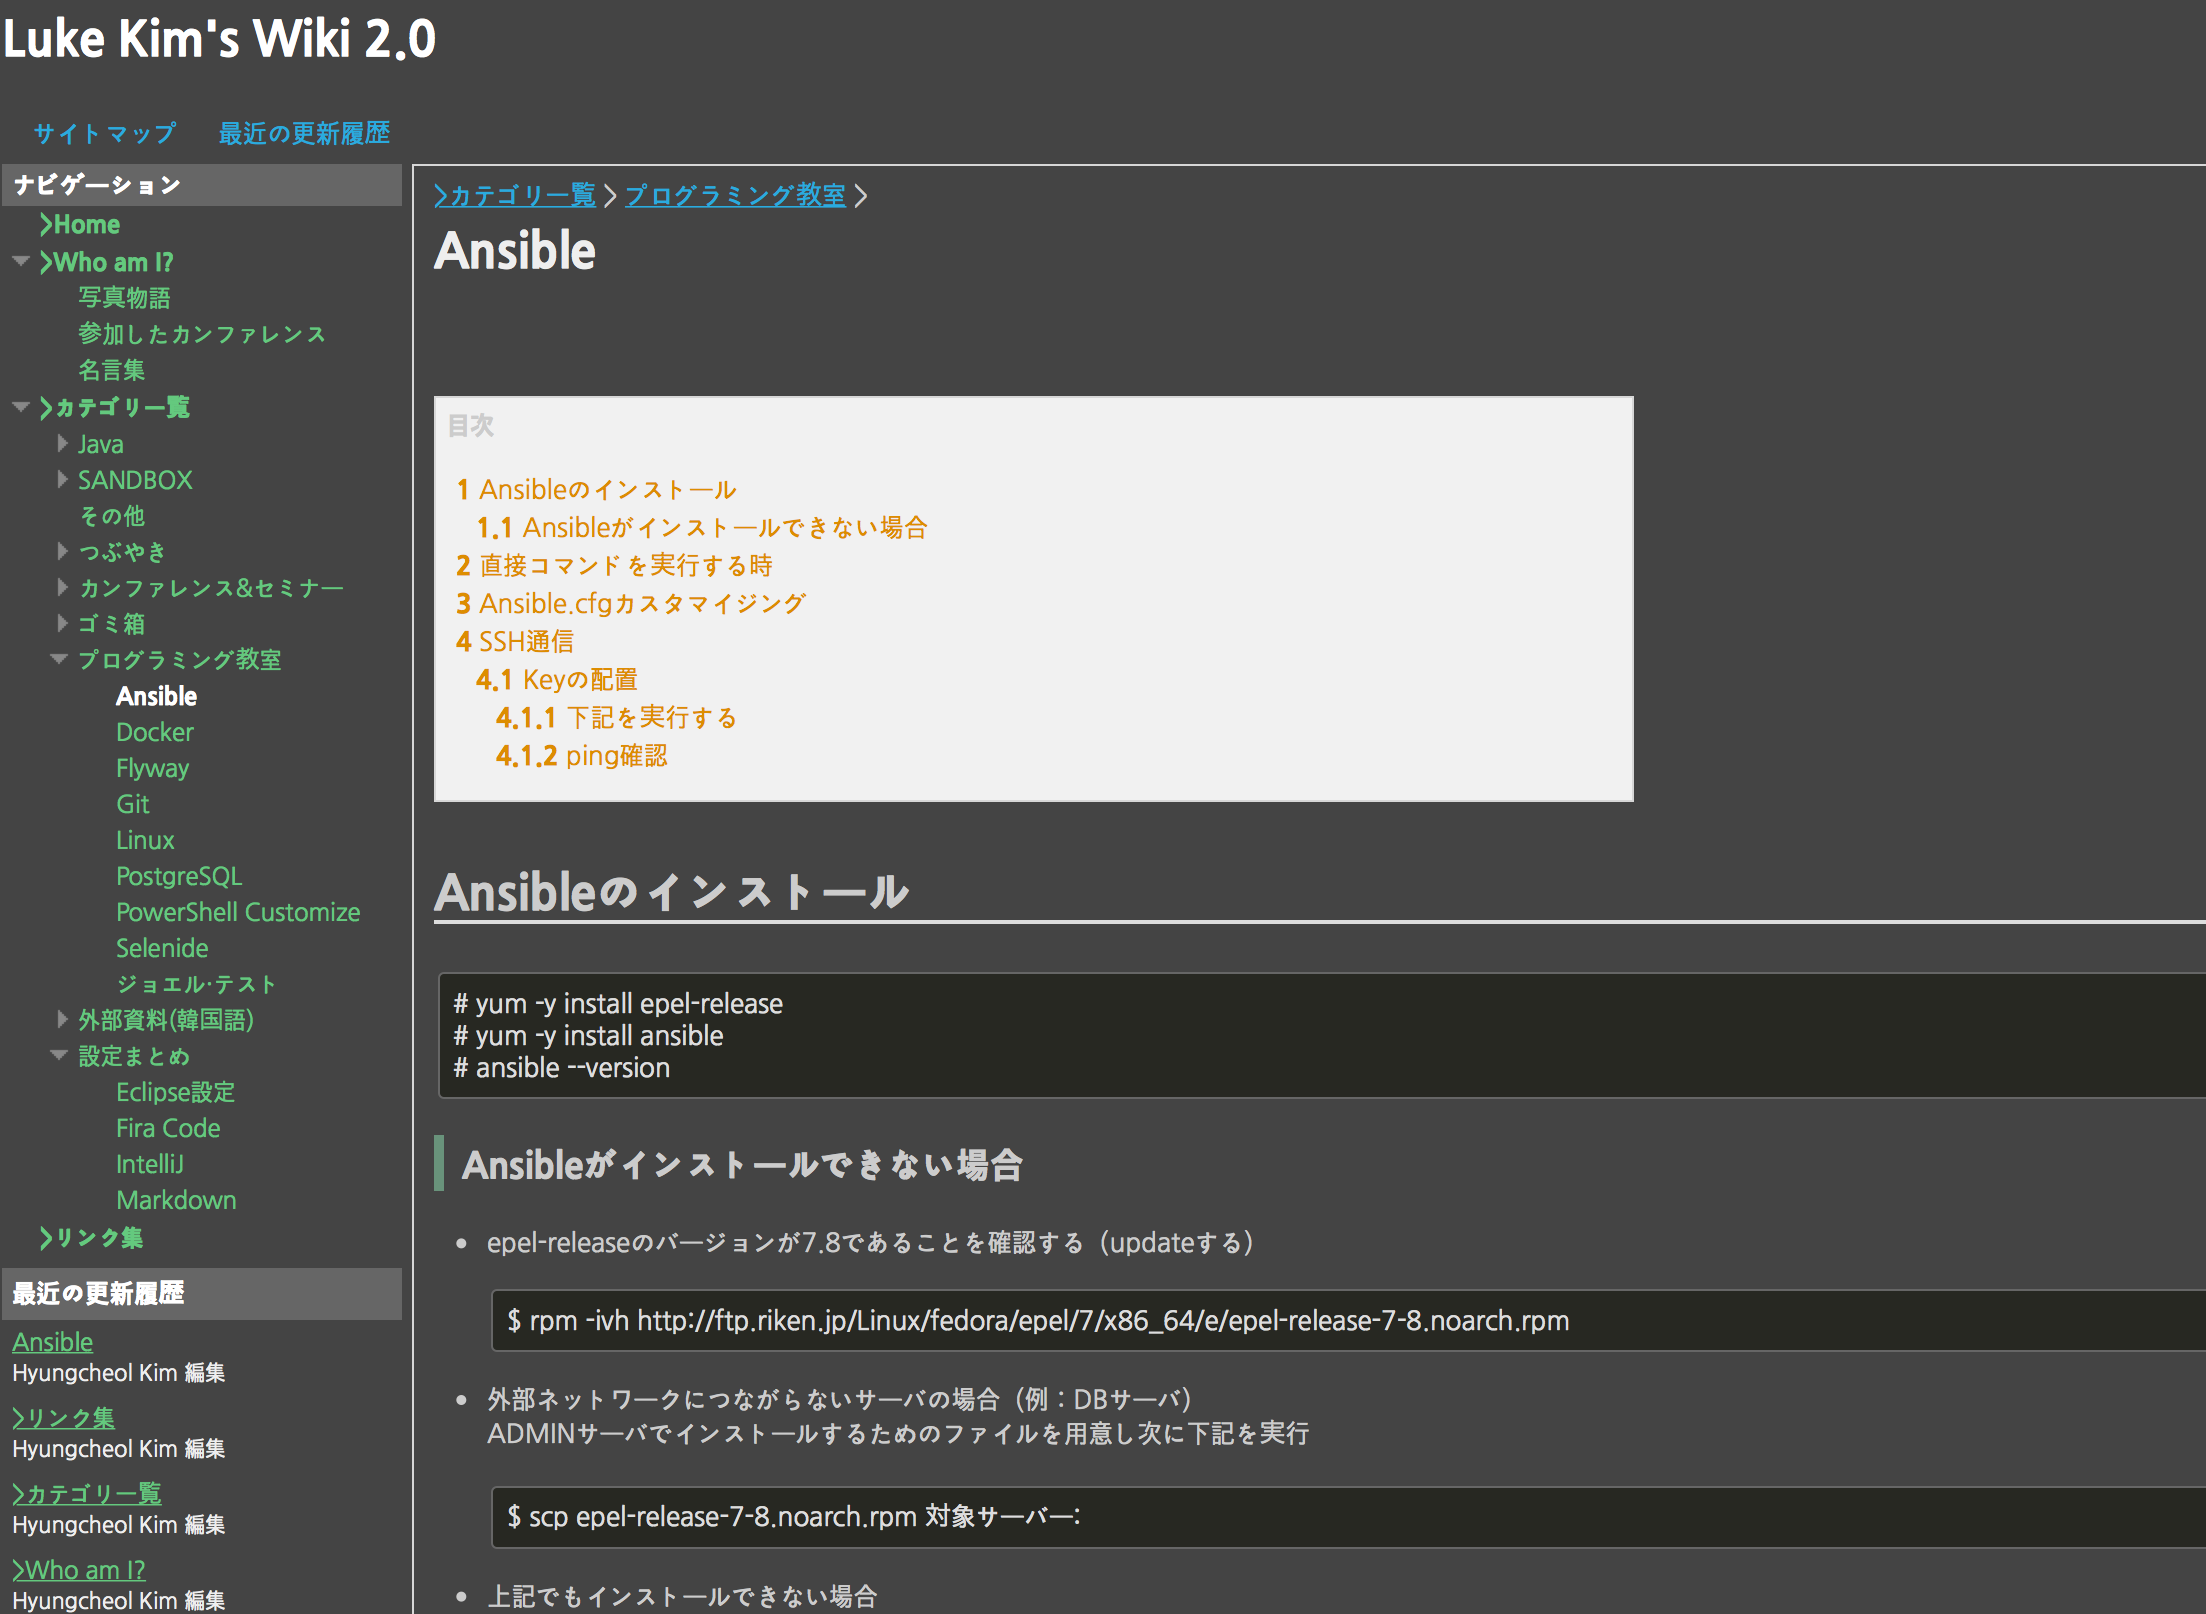 Luke Kim's Wiki 2.0
サイトマップ 最近の更新履歴
ナビゲーション
>Home
>Who am I?
写真物語
参加したカンファレンス
名言集
>カテゴリ一覧
Java
SANDBOX
その他
つぶやき
カンファレンス&セミナー
ゴミ箱
プログラミング教室
Ansible
Docker
Flyway
Git
Linux
PostgreSQL
PowerShell Customize
Selenide
ジョエル·テスト
外部資料(韓国語)
設定まとめ
Eclipse設定
Fira Code
IntelliJ
Markdown
>リンク集
最近の更新履歴
Ansible
Hyungcheol Kim 編集
>リンク集
Hyungcheol Kim 編集
>カテゴリ一覧
Hyungcheol Kim 編集
>Who am I?
Hyungcheol Kim 編集
>カテゴリ一覧 > プログラミング教室 >
Ansible
目次
1 Ansibleのインストール
1.1 Ansibleがインストールできない場合
2 直接コマンドを実行する時
3 Ansible.cfgカスタマイジング
4 SSH通信
4.1 Keyの配置
4.1.1 下記を実行する
4.1.2 ping確認
Ansibleのインストール
# yum -y install epel-release
# yum -y install ansible
# ansible --version
Ansibleがインストールできない場合
• epel-releaseのバージョンが7.8であることを確認する（updateする）
$ rpm -ivh http://ftp.riken.jp/Linux/fedora/epel/7/x86_64/e/epel-release-7-8.noarch.rpm
• 外部ネットワークにつながらないサーバの場合（例：DBサーバ）
ADMINサーバでインストールするためのファイルを用意し次に下記を実行
$ scp epel-release-7-8.noarch.rpm 対象サーバー:
• 上記でもインストールできない場合